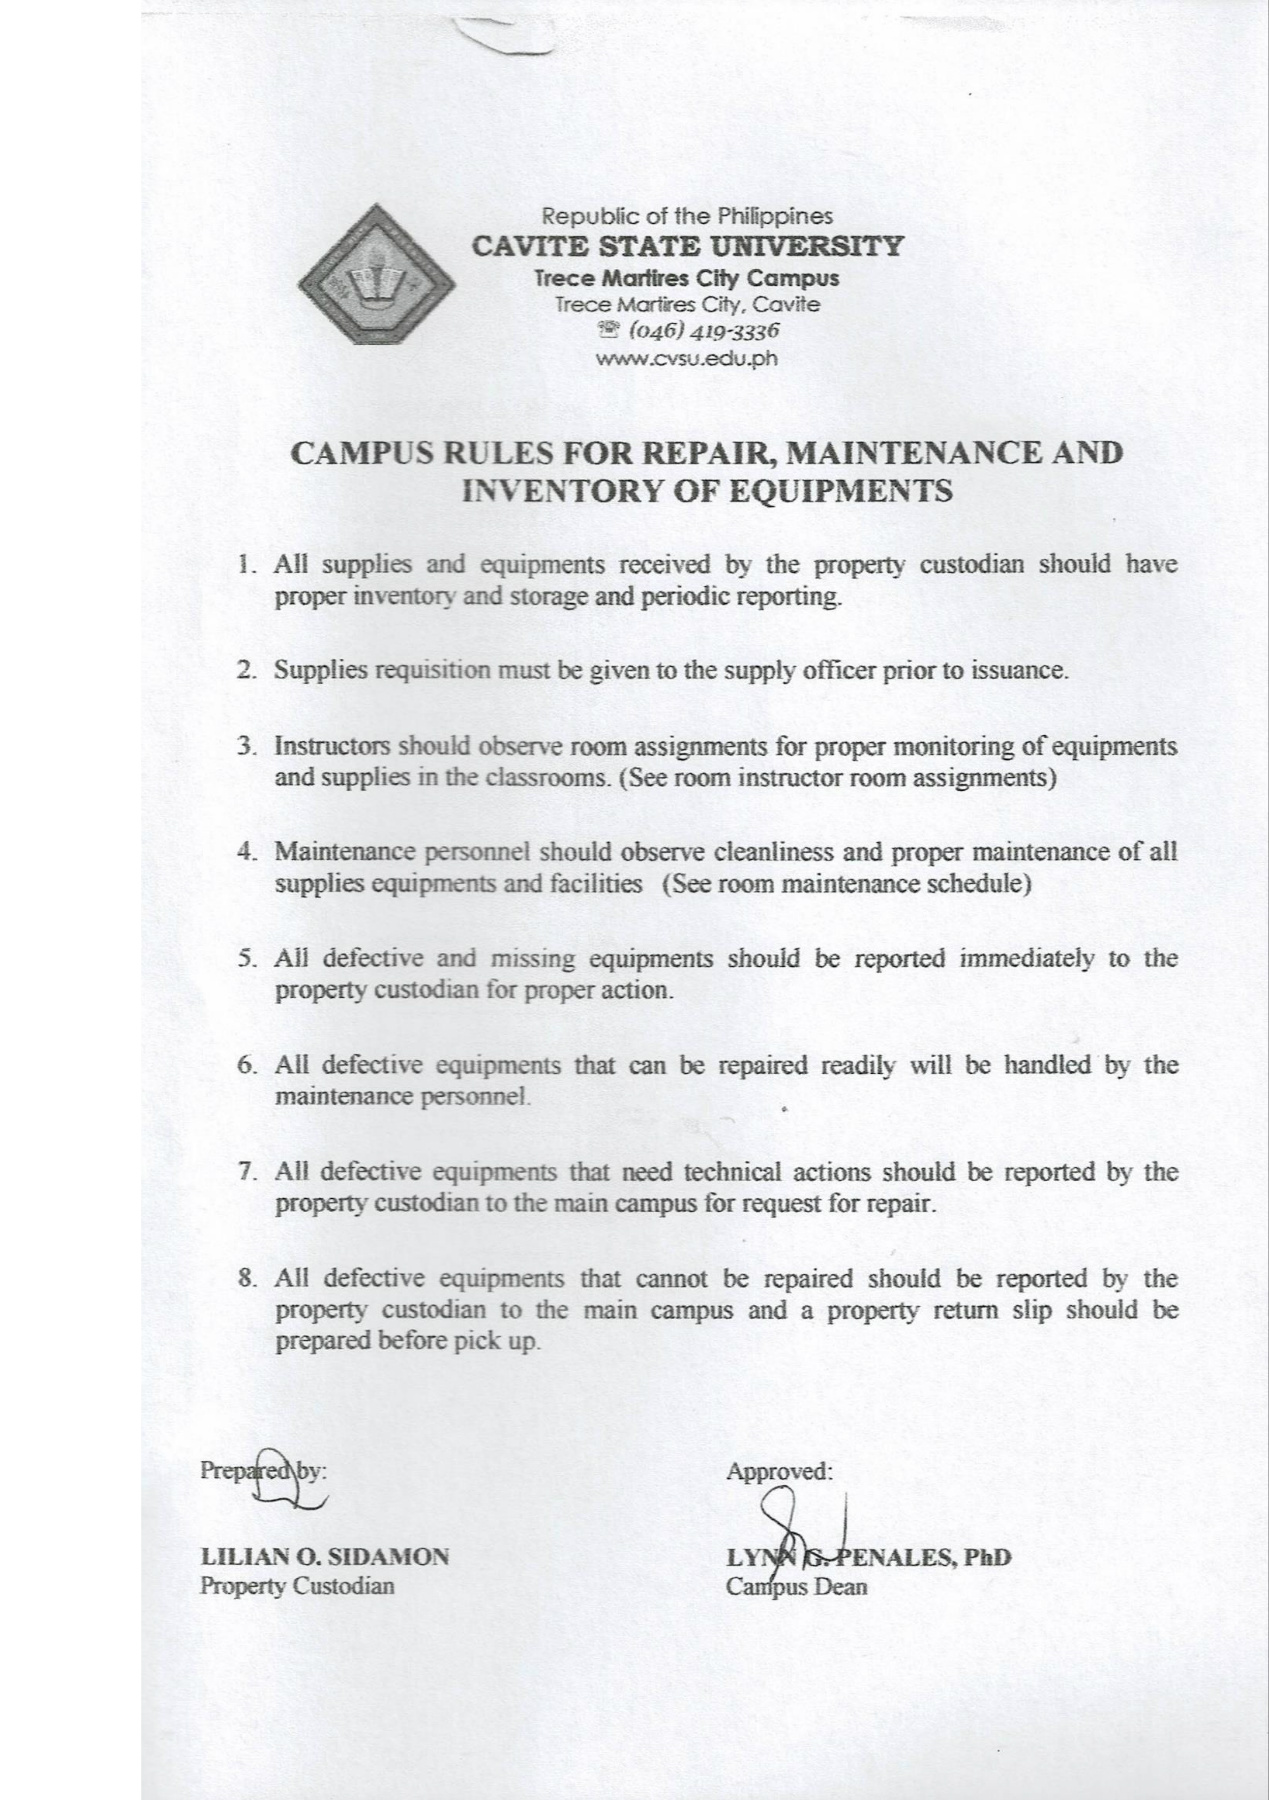 Republic of the Philippines
CAVITE STATE UNIVERSITY
Trece Martires City Campus
Trece Martires City, Cavite
☎ (046) 419-3336
www.cvsu.edu.ph
CAMPUS RULES FOR REPAIR, MAINTENANCE AND
INVENTORY OF EQUIPMENTS
1. All supplies and equipments received by the property custodian should have
proper inventory and storage and periodic reporting.
2. Supplies requisition must be given to the supply officer prior to issuance.
3. Instructors should observe room assignments for proper monitoring of equipments
and supplies in the classrooms. (See room instructor room assignments)
4. Maintenance personnel should observe cleanliness and proper maintenance of all
supplies equipments and facilities (See room maintenance schedule)
5. All defective and missing equipments should be reported immediately to the
property custodian for proper action.
6. All defective equipments that can be repaired readily will be handled by the
maintenance personnel.
7. All defective equipments that need technical actions should be reported by the
property custodian to the main campus for request for repair.
8. All defective equipments that cannot be repaired should be reported by the
property custodian to the main campus and a property return slip should be
prepared before pick up.
Prepared by:
LILIAN O. SIDAMON
Property Custodian
Approved:
LYNN G. PENALES, PhD
Campus Dean